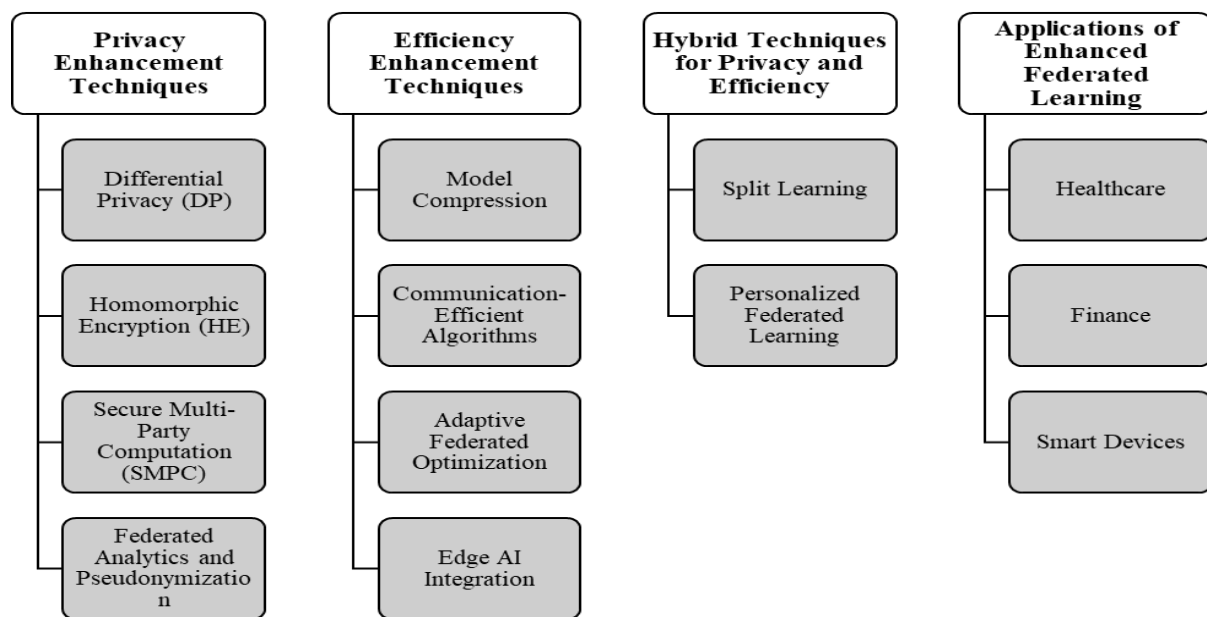 Privacy
Enhancement
Techniques
Differential
Privacy (DP)
Homomorphic
Encryption (HE)
Secure Multi-
Party
Computation
(SMPC)
Federated
Analytics and
Pseudonymizatio
n
Efficiency
Enhancement
Techniques
Model
Compression
Communication-
Efficient
Algorithms
Adaptive
Federated
Optimization
Edge AI
Integration
Hybrid Techniques
for Privacy and
Efficiency
Split Learning
Personalized
Federated
Learning
Applications of
Enhanced
Federated
Learning
Healthcare
Finance
Smart Devices